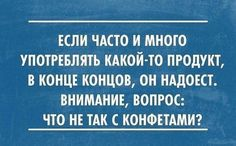 ЕСЛИ ЧАСТО И МНОГО
УПОТРЕБЛЯТЬ КАКОЙ-ТО ПРОДУКТ,
В КОНЦЕ КОНЦОВ, ОН НАДОЕСТ.
ВНИМАНИЕ, ВОПРОС:
ЧТО НЕ ТАК С КОНФЕТАМИ?